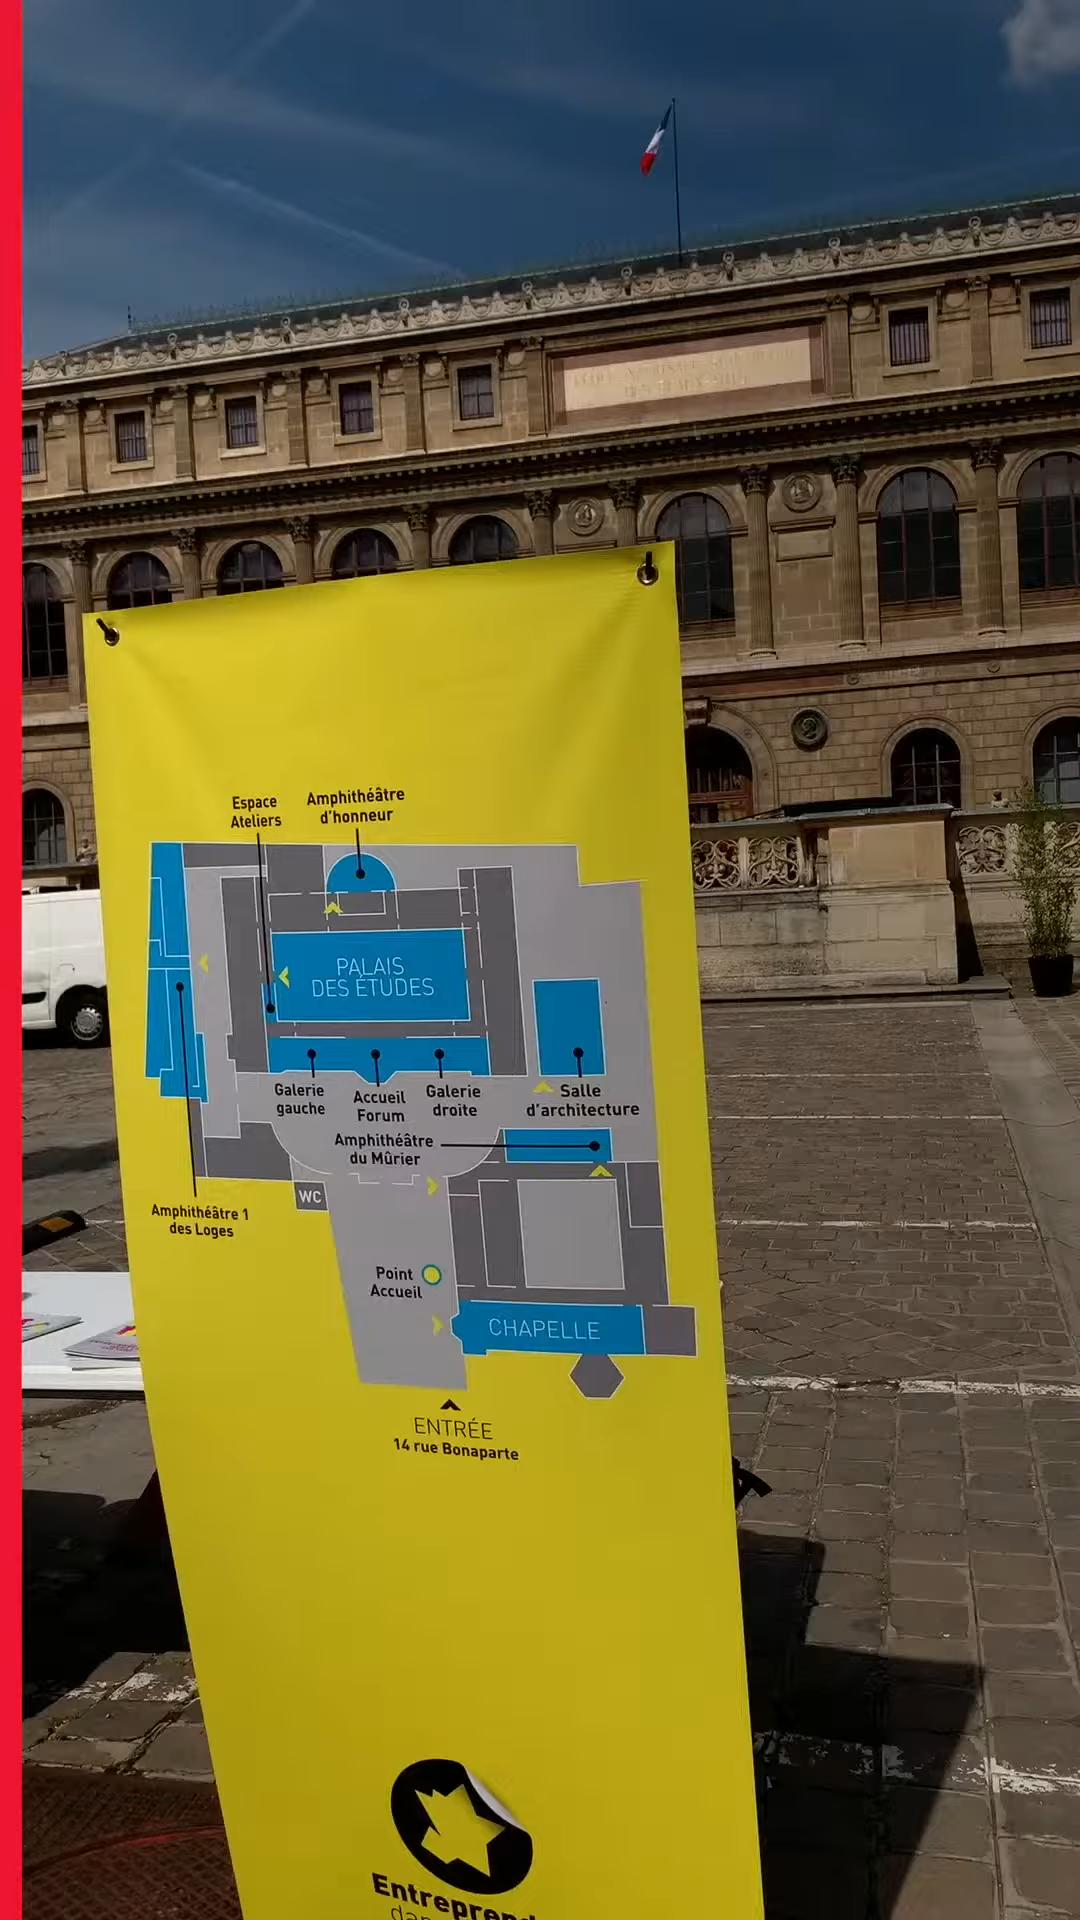 Espace
Ateliers
Amphithéâtre
d'honneur
PALAIS
DES ÉTUDES
Galerie
gauche
Accueil
Forum
Galerie
droite
Salle
d'architecture
Amphithéâtre
du Mûrier
WC
Amphithéâtre 1
des Loges
Point
Accueil
CHAPELLE
ENTRÉE
14 rue Bonaparte
Entreprend